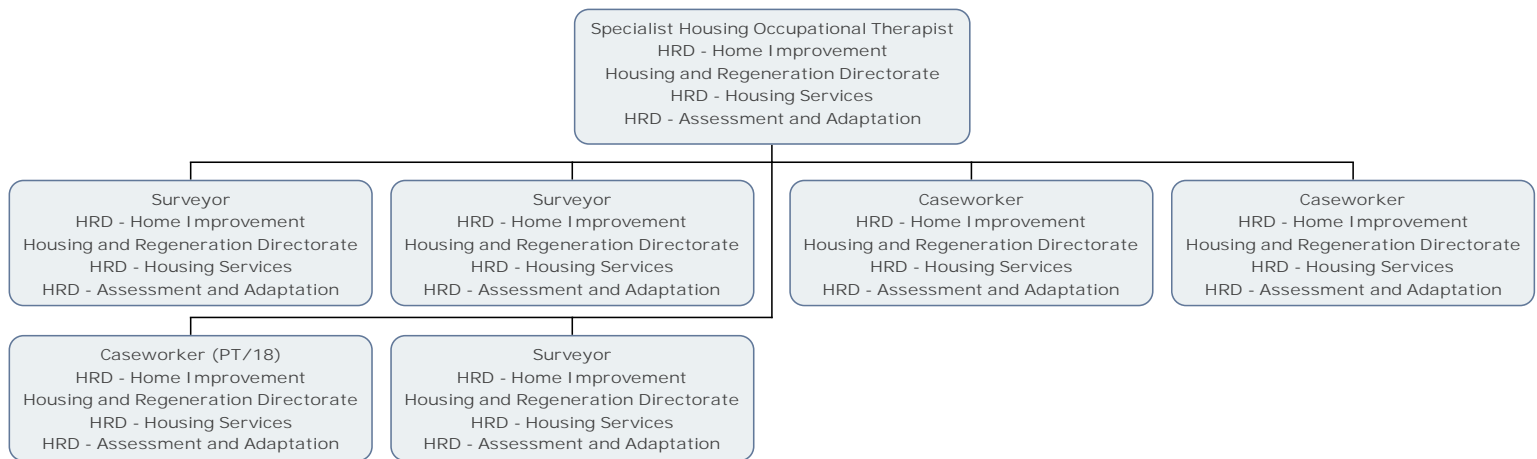 Specialist Housing Occupational Therapist
HRD - Home Improvement
Housing and Regeneration Directorate
HRD - Housing Services
HRD - Assessment and Adaptation
Surveyor
HRD - Home Improvement
Housing and Regeneration Directorate
HRD - Housing Services
HRD - Assessment and Adaptation
Surveyor
HRD - Home Improvement
Housing and Regeneration Directorate
HRD - Housing Services
HRD - Assessment and Adaptation
Caseworker
HRD - Home Improvement
Housing and Regeneration Directorate
HRD - Housing Services
HRD - Assessment and Adaptation
Caseworker
HRD - Home Improvement
Housing and Regeneration Directorate
HRD - Housing Services
HRD - Assessment and Adaptation
Caseworker (PT/18)
HRD - Home Improvement
Housing and Regeneration Directorate
HRD - Housing Services
HRD - Assessment and Adaptation
Surveyor
HRD - Home Improvement
Housing and Regeneration Directorate
HRD - Housing Services
HRD - Assessment and Adaptation